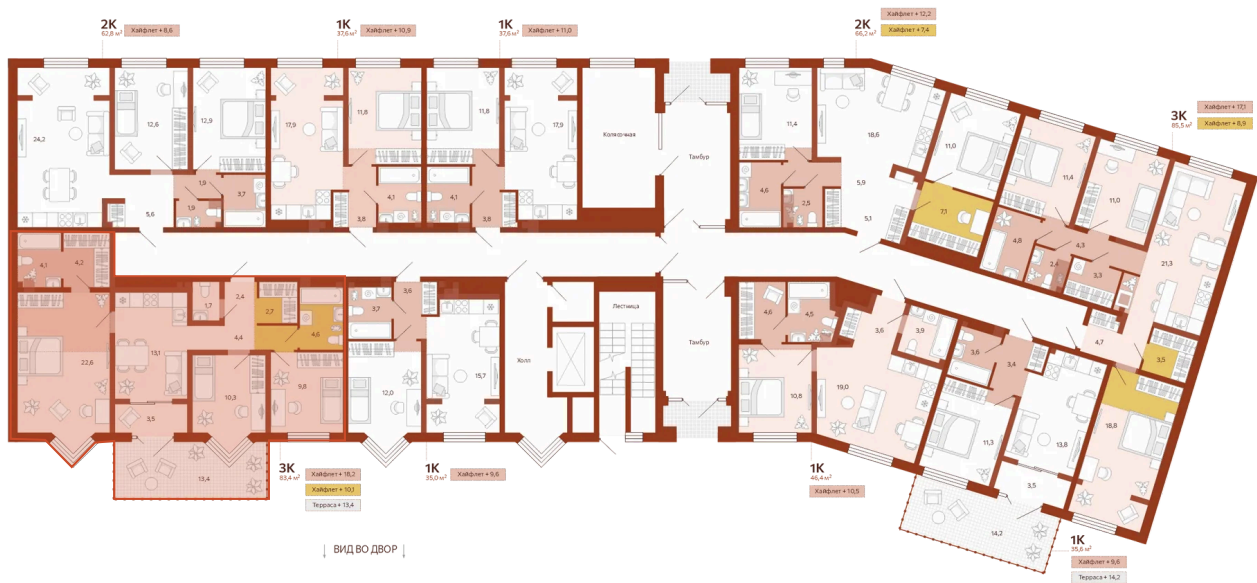 2К
62,8 м²
Хайфлет + 8,6
1К
37,6 м²
Хайфлет + 10,9
1К
37,6 м²
Хайфлет + 11,0
2К
66,2 м²
Хайфлет + 12,2
Хайфлет + 7,4
3К
85,5 м²
Хайфлет + 17,1
Хайфлет + 8,9
24,2
12,6
12,9
17,9
11,8
11,8
17,9
Колясочная
Тамбур
11,4
18,6
11,0
11,4
11,0
21,3
1,9
3,7
1,9
5,6
3,8
4,1
4,1
3,8
4,6
2,5
5,9
5,1
7,1
4,8
4,3
2,4
3,3
4,1
4,2
1,7
2,4
2,7
4,6
4,4
22,6
13,1
10,3
9,8
3,5
13,4
3,7
3,6
12,0
15,7
Холл
Лестница
Тамбур
4,6
4,5
3,6
3,9
10,8
19,0
3,6
3,4
11,3
13,8
3,5
14,2
4,7
3,5
18,8
3К
83,4 м²
Хайфлет + 18,2
Хайфлет + 10,1
Терраса + 13,4
1К
35,0 м²
Хайфлет + 9,6
1К
46,4 м²
Хайфлет + 10,5
1К
35,6 м²
Хайфлет + 9,6
Терраса + 14,2
↓ ВИД ВО ДВОР ↓